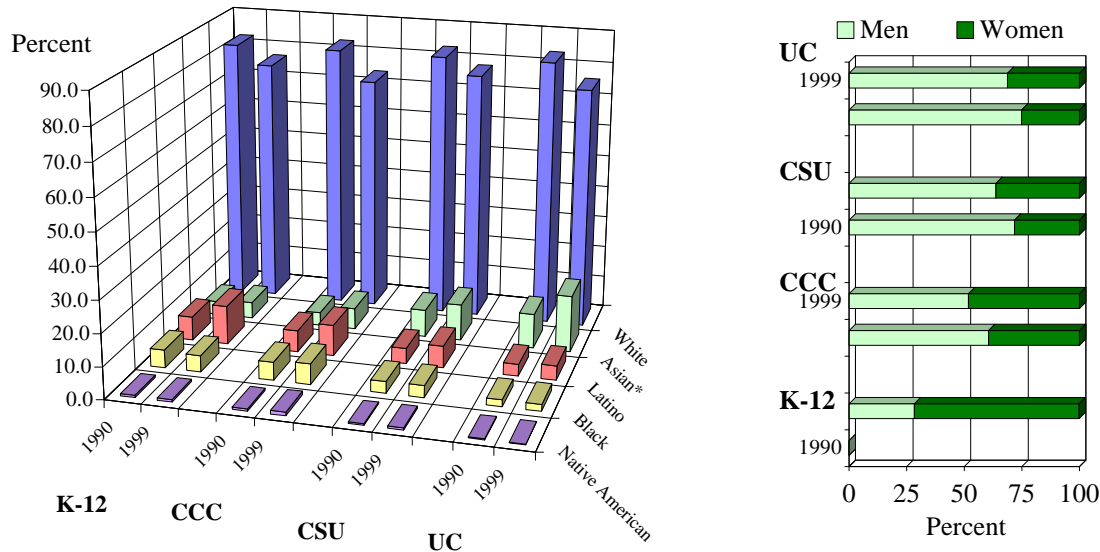 Percent
90.0
80.0
70.0
60.0
50.0
40.0
30.0
20.0
10.0
0.0
1990
1999
1990
1999
1990
1999
1990
1999
K-12
CCC
CSU
UC
White
Asian*
Latino
Black
Native American
Men Women
UC
1999
CSU
1990
CCC
1999
K-12
1990
0 25 50 75 100
Percent